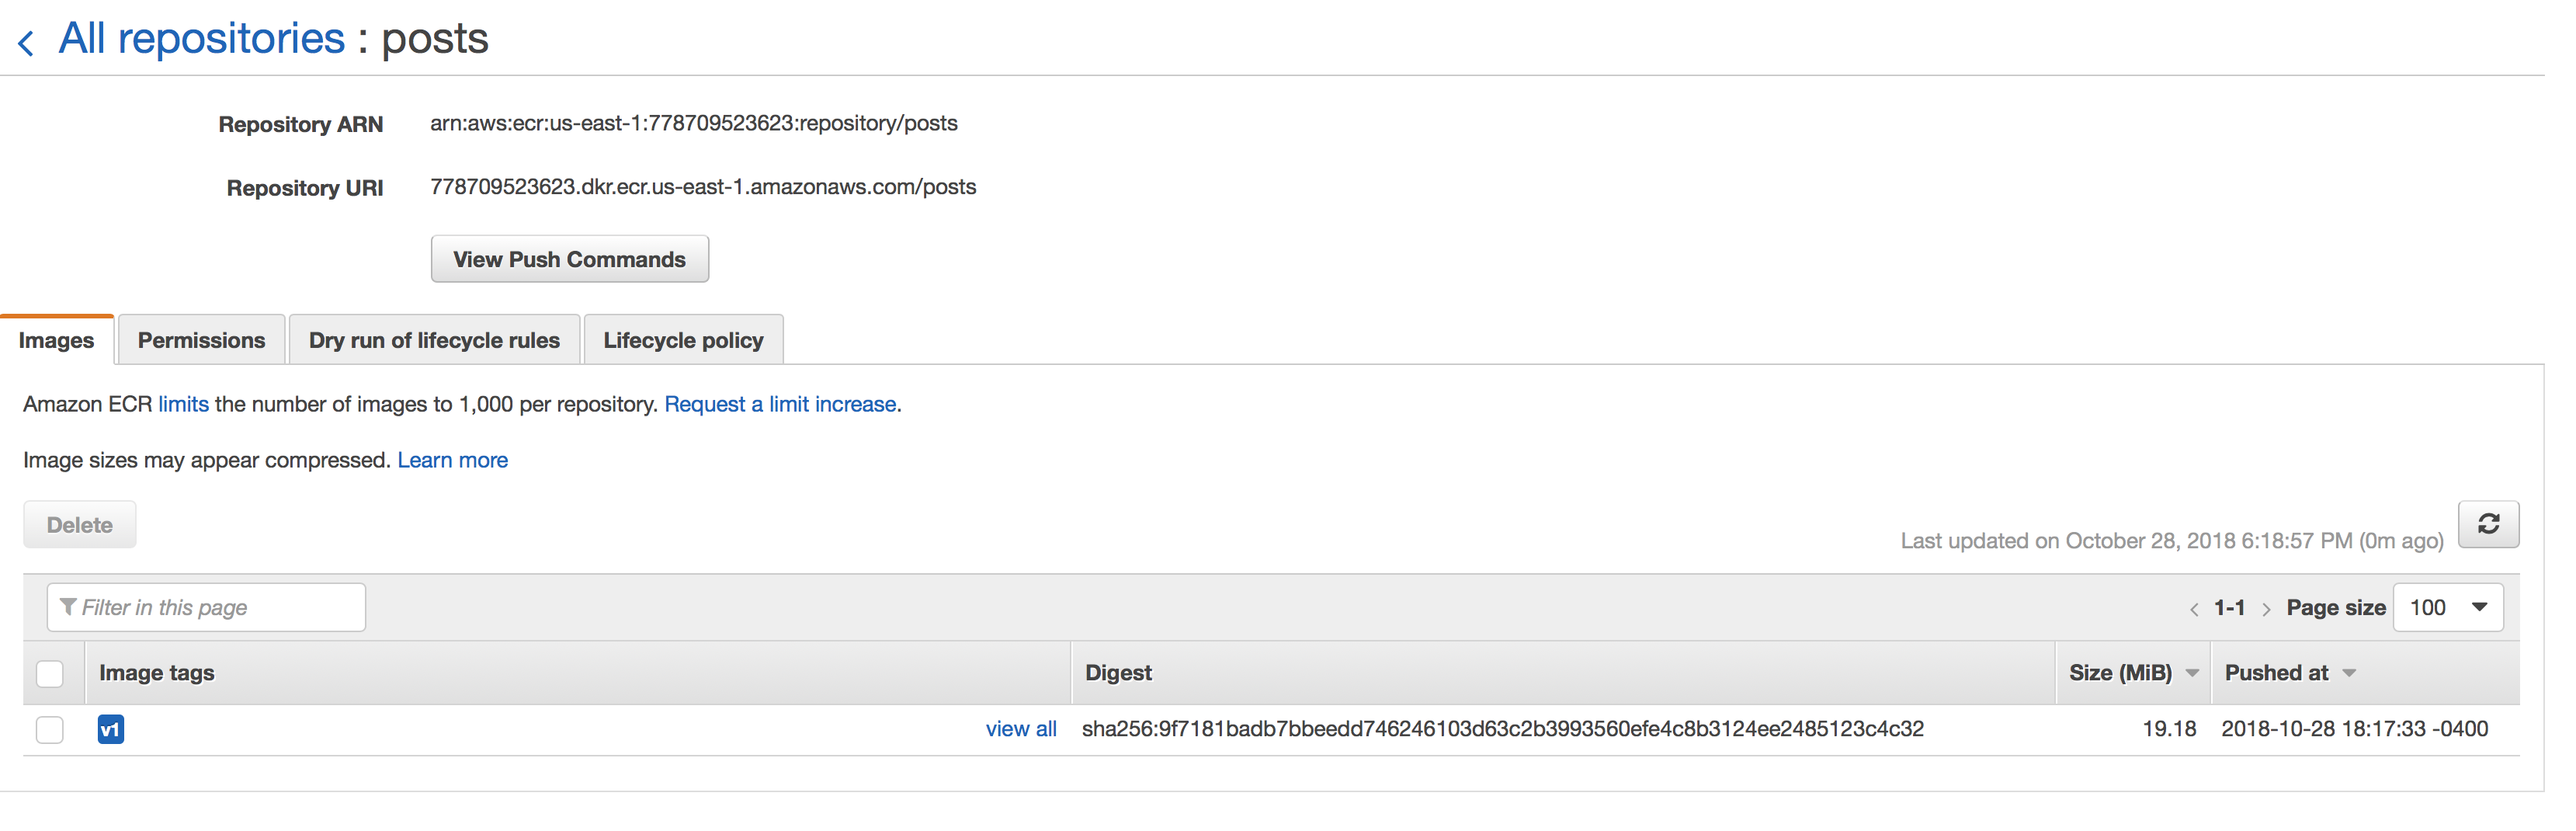 All repositories : posts
Repository ARN arn:aws:ecr:us-east-1:778709523623:repository/posts
Repository URI 778709523623.dkr.ecr.us-east-1.amazonaws.com/posts
View Push Commands
Images Permissions Dry run of lifecycle rules Lifecycle policy
Amazon ECR limits the number of images to 1,000 per repository. Request a limit increase.
Image sizes may appear compressed. Learn more
Delete
Last updated on October 28, 2018 6:18:57 PM (0m ago)
Filter in this page 1-1 Page size 100
Image tags Digest Size (MiB) Pushed at
v1 view all sha256:9f7181badb7bbeedd746246103d63c2b3993560efe4c8b3124ee2485123c4c32 19.18 2018-10-28 18:17:33 -0400